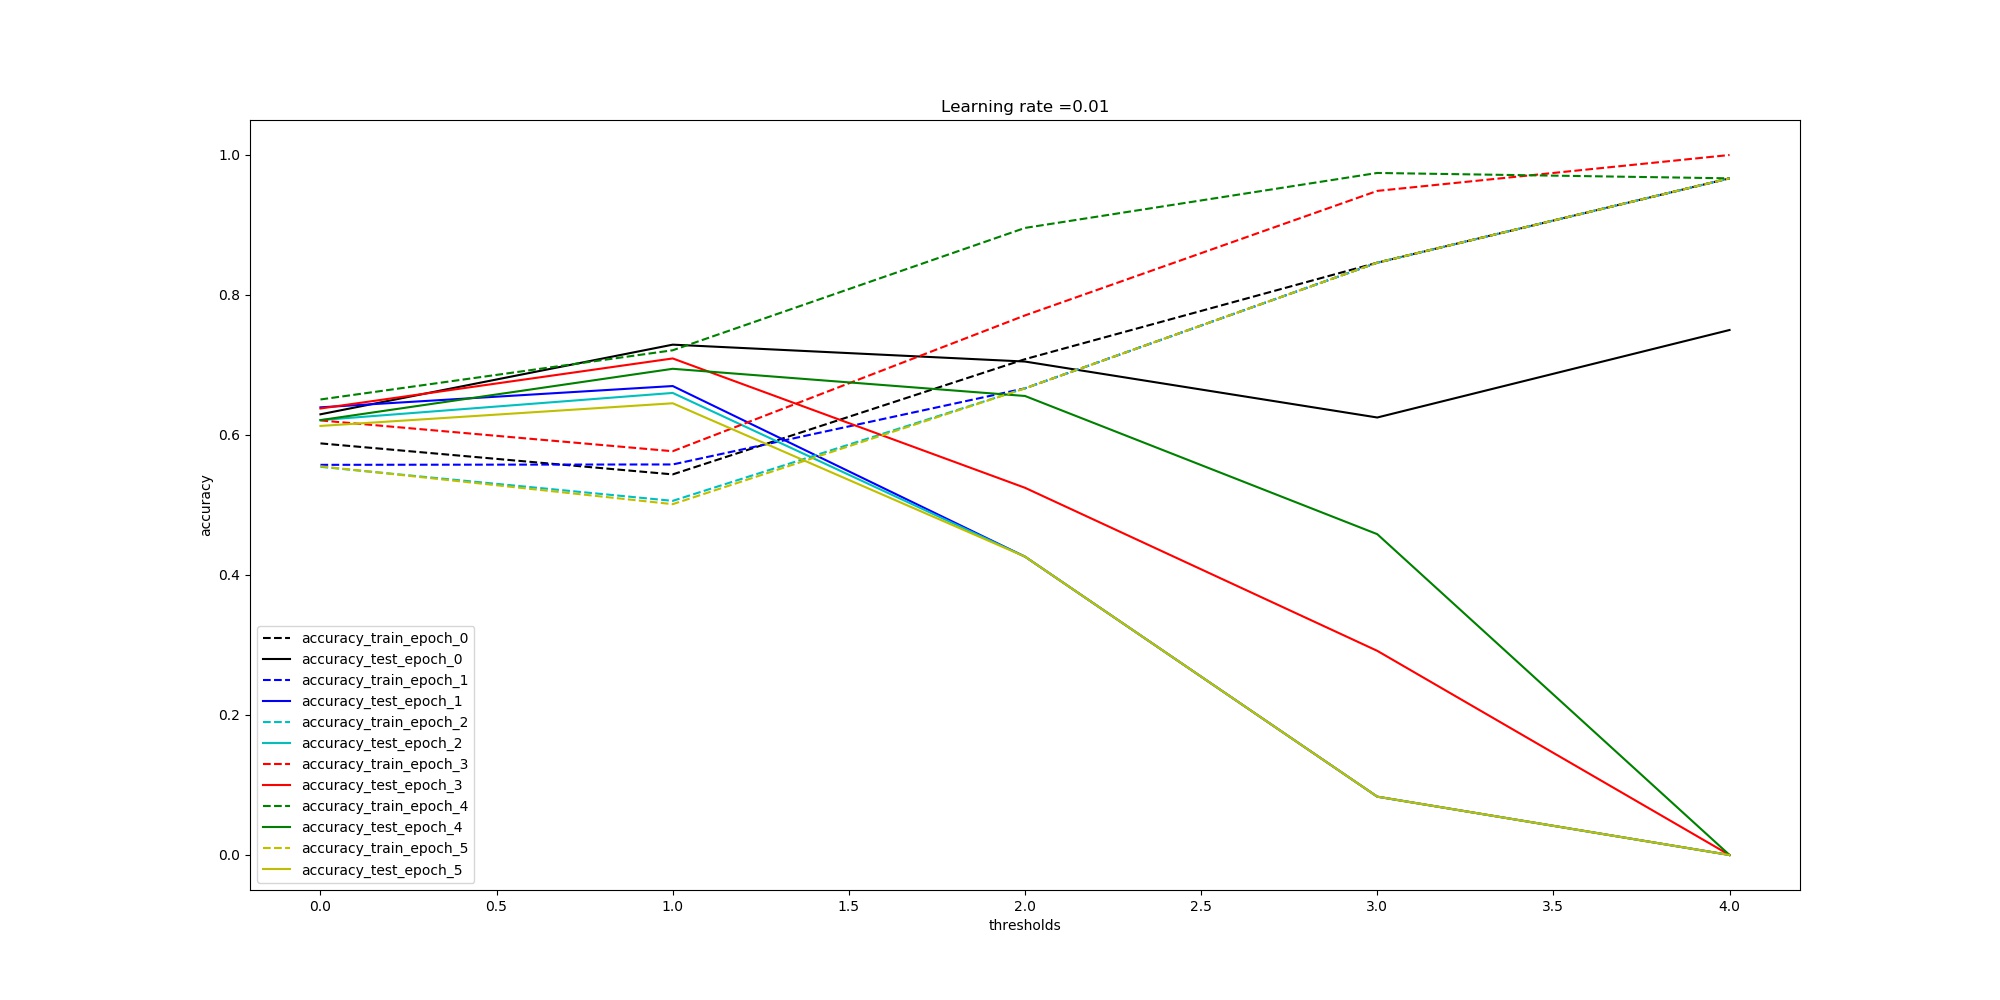 Learning rate =0.01
1.0
0.8
0.6
0.4
0.2
0.0
accuracy
accuracy_train_epoch_0
accuracy_test_epoch_0
accuracy_train_epoch_1
accuracy_test_epoch_1
accuracy_train_epoch_2
accuracy_test_epoch_2
accuracy_train_epoch_3
accuracy_test_epoch_3
accuracy_train_epoch_4
accuracy_test_epoch_4
accuracy_train_epoch_5
accuracy_test_epoch_5
0.0 0.5 1.0 1.5 2.0 2.5 3.0 3.5 4.0
thresholds